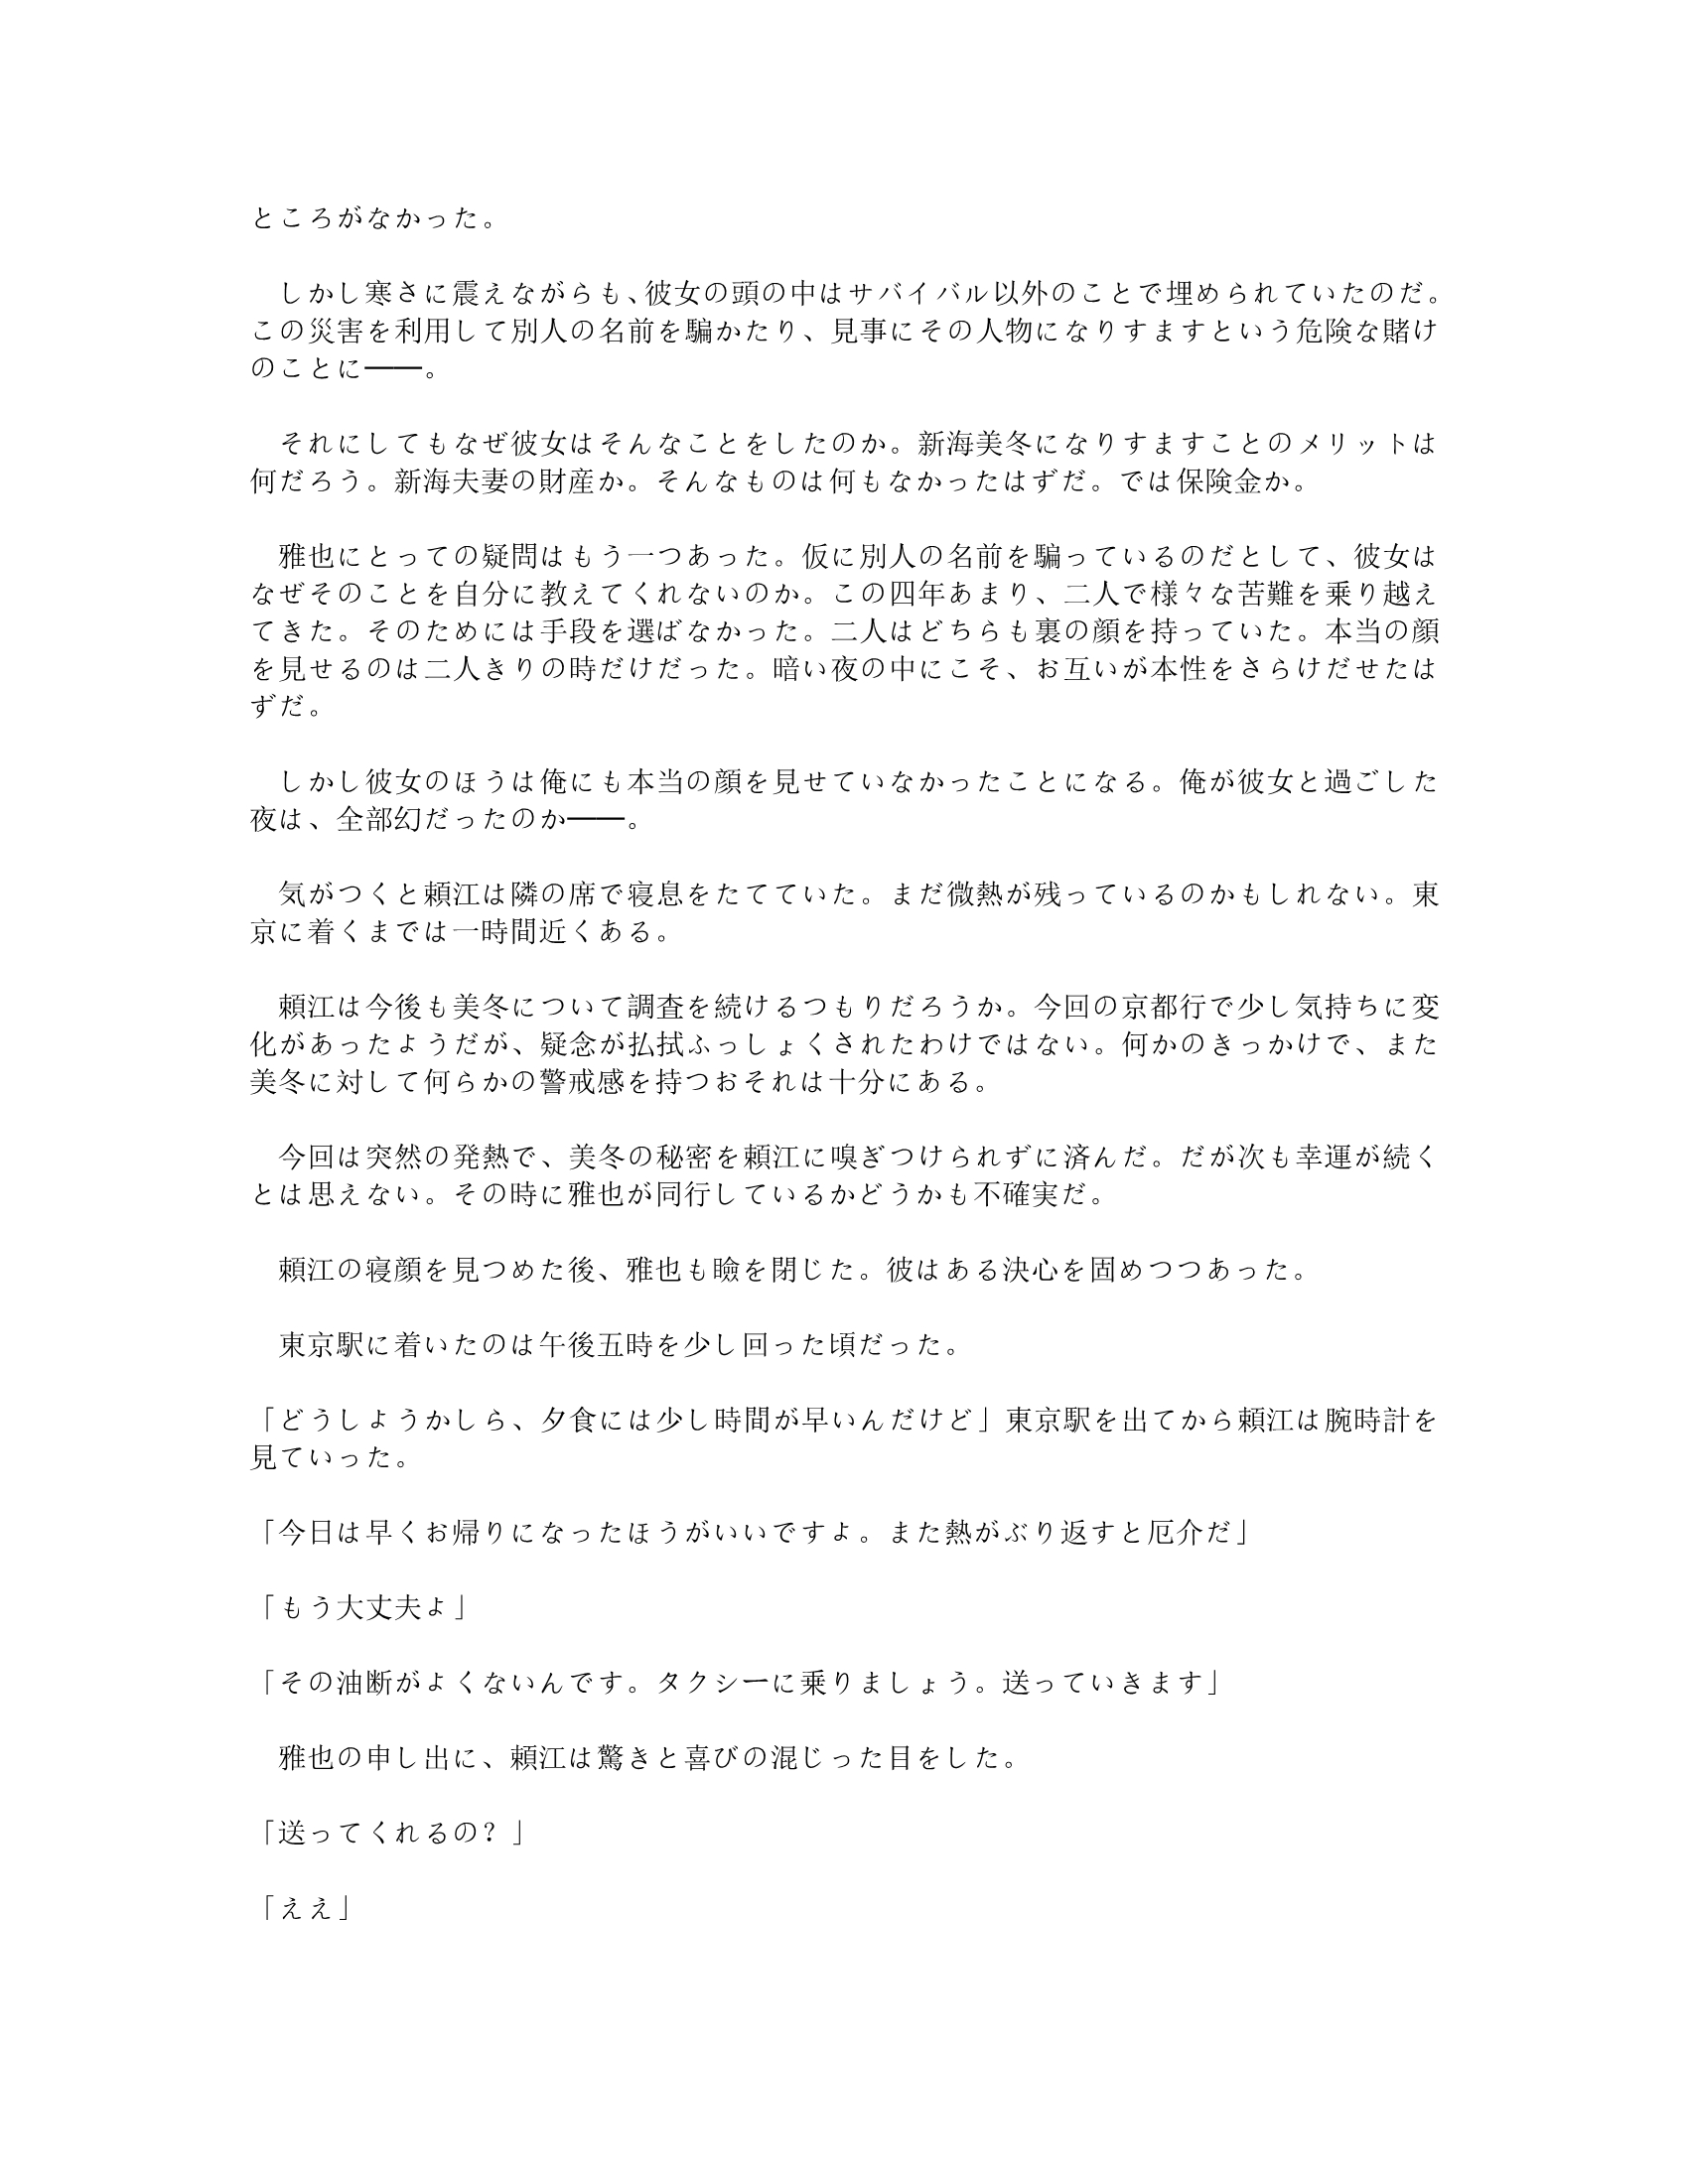 ところがなかった。
　しかし寒さに震えながらも、彼女の頭の中はサバイバル以外のことで埋められていたのだ。
この災害を利用して別人の名前を騙かたり、見事にその人物になりすますという危険な賭け
のことに――。
　それにしてもなぜ彼女はそんなことをしたのか。新海美冬になりすますことのメリットは
何だろう。新海夫妻の財産か。そんなものは何もなかったはずだ。では保険金か。
　雅也にとっての疑問はもう一つあった。仮に別人の名前を騙っているのだとして、彼女は
なぜそのことを自分に教えてくれないのか。この四年あまり、二人で様々な苦難を乗り越え
てきた。そのためには手段を選ばなかった。二人はどちらも裏の顔を持っていた。本当の顔
を見せるのは二人きりの時だけだった。暗い夜の中にこそ、お互いが本性をさらけだせたは
ずだ。
　しかし彼女のほうは俺にも本当の顔を見せていなかったことになる。俺が彼女と過ごした
夜は、全部幻だったのか――。
　気がつくと頼江は隣の席で寝息をたてていた。まだ微熱が残っているのかもしれない。東
京に着くまでは一時間近くある。
　頼江は今後も美冬について調査を続けるつもりだろうか。今回の京都行で少し気持ちに変
化があったようだが、疑念が払拭ふっしょくされたわけではない。何かのきっかけで、また
美冬に対して何らかの警戒感を持つおそれは十分にある。
　今回は突然の発熱で、美冬の秘密を頼江に嗅ぎつけられずに済んだ。だが次も幸運が続く
とは思えない。その時に雅也が同行しているかどうかも不確実だ。
　頼江の寝顔を見つめた後、雅也も瞼を閉じた。彼はある決心を固めつつあった。
　東京駅に着いたのは午後五時を少し回った頃だった。
「どうしようかしら、夕食には少し時間が早いんだけど」東京駅を出てから頼江は腕時計を
見ていった。
「今日は早くお帰りになったほうがいいですよ。また熱がぶり返すと厄介だ」
「もう大丈夫よ」
「その油断がよくないんです。タクシーに乗りましょう。送っていきます」
　雅也の申し出に、頼江は驚きと喜びの混じった目をした。
「送ってくれるの？」
「ええ」